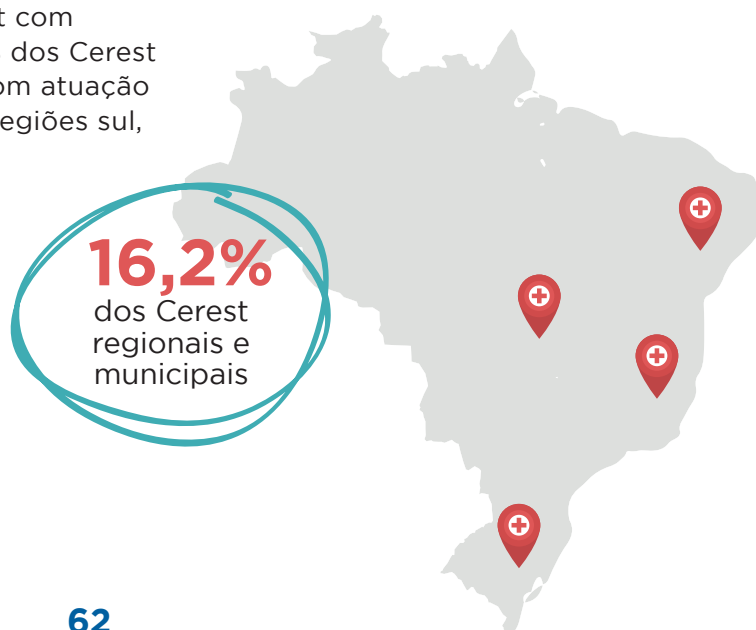 t com
dos Cerest
om atuação
egiões sul,
16,2%
dos Cerest
regionais e
municipais
62